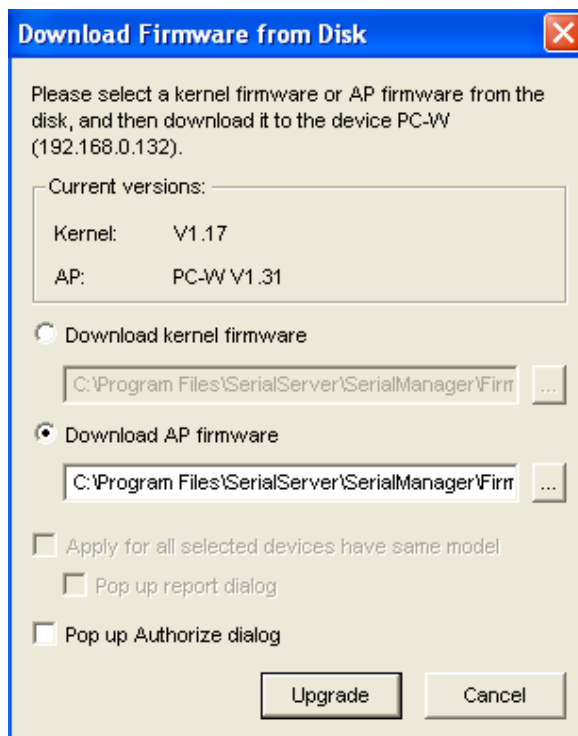 Download Firmware from Disk
Please select a kernel firmware or AP firmware from the
disk, and then download it to the device PC-W
(192.168.0.132).
Current versions:
Kernel: V1.17
AP: PC-W V1.31
Download kernel firmware
C:\Program Files\SerialServer\SerialManager\Firm
...
Download AP firmware
C:\Program Files\SerialServer\SerialManager\Firm
...
Apply for all selected devices have same model
Pop up report dialog
Pop up Authorize dialog
Upgrade Cancel